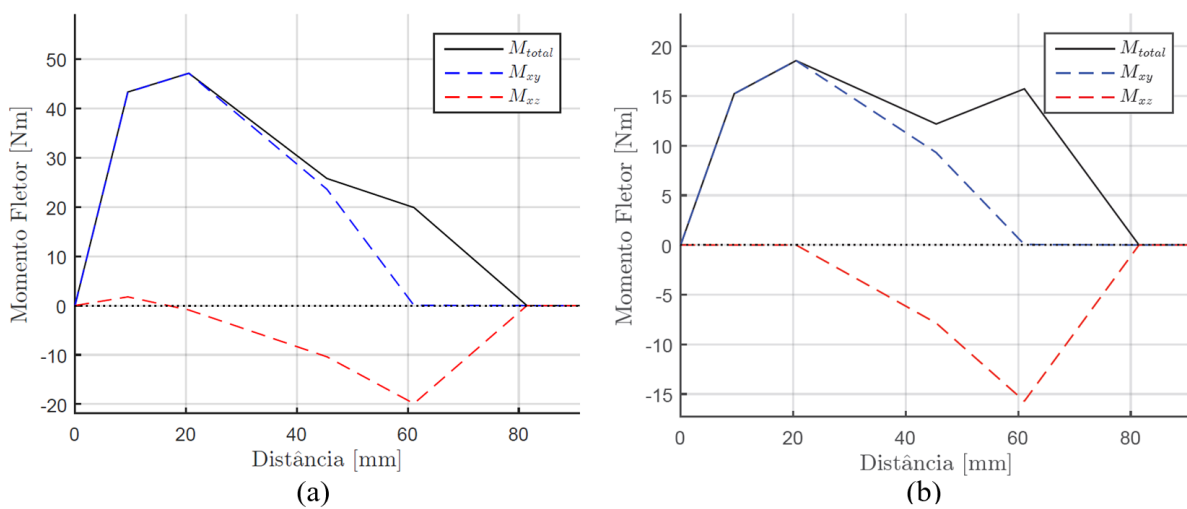 M_total
M_xy
M_xz
50
40
30
20
10
0
-10
-20
Momento Fletor [Nm]
0
20
40
60
80
Distância [mm]
(a)
M_total
M_xy
M_xz
20
15
10
5
0
-5
-10
-15
Momento Fletor [Nm]
0
20
40
60
80
Distância [mm]
(b)